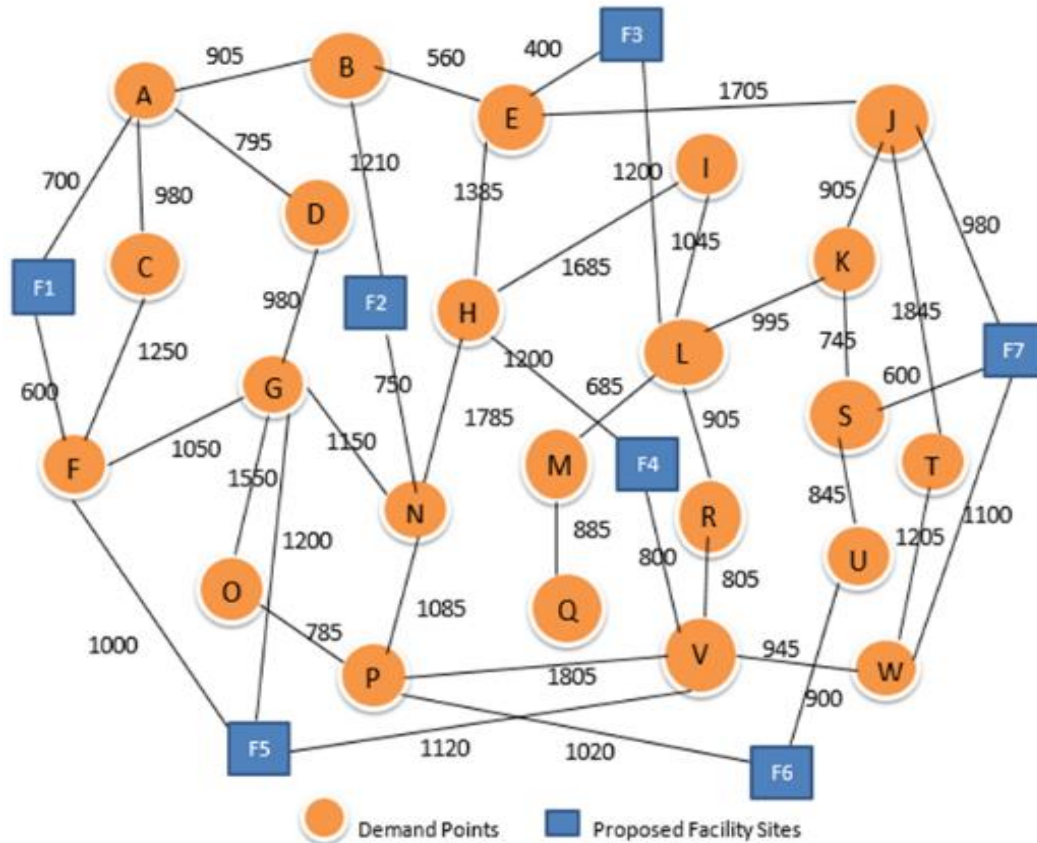 F3
905
B
560
400
A
E
1705
J
795
1210
I
700
980
1385
1200
905
980
D
1045
C
1685
K
F1
980
F2
H
1845
995
745
1250
1200
L
F7
600
G
750
685
600
905
S
F
1050
1550
1150
1785
M
F4
T
N
R
845
1200
885
1100
800
1205
O
805
U
Q
1000
785
1085
P
V
945
W
1805
900
F5
1120
1020
F6
Demand Points
Proposed Facility Sites